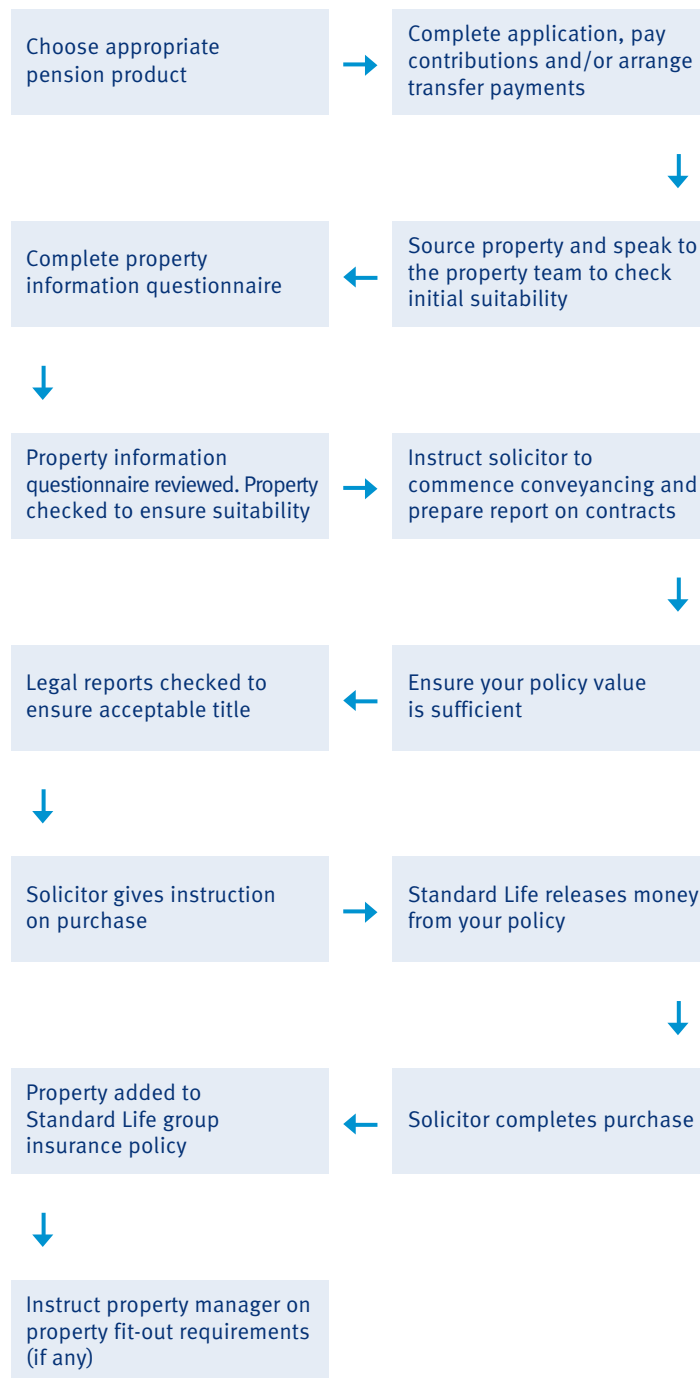 Choose appropriate
pension product
Complete application, pay
contributions and/or arrange
transfer payments
Source property and speak to
the property team to check
initial suitability
Complete property
information questionnaire
Property information
questionnaire reviewed. Property
checked to ensure suitability
Instruct solicitor to
commence conveyancing and
prepare report on contracts
Ensure your policy value
is sufficient
Legal reports checked to
ensure acceptable title
Solicitor gives instruction
on purchase
Standard Life releases money
from your policy
Solicitor completes purchase
Property added to
Standard Life group
insurance policy
Instruct property manager on
property fit-out requirements
(if any)